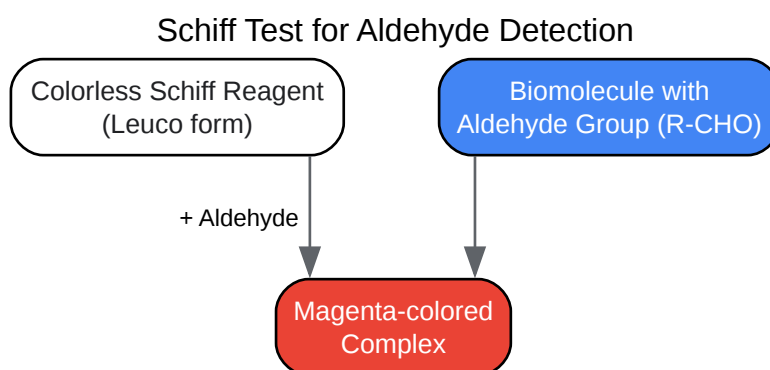 Schiff Test for Aldehyde Detection
Colorless Schiff Reagent
(Leuco form)
Biomolecule with
Aldehyde Group (R-CHO)
+ Aldehyde
Magenta-colored
Complex